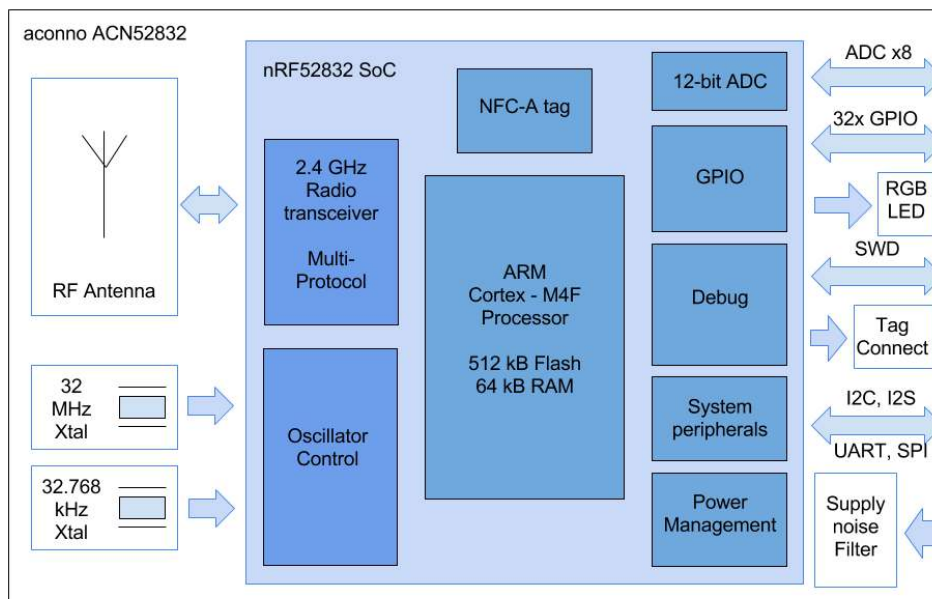 aconno ACN52832
nRF52832 SoC
RF Antenna
32
MHz
Xtal
32.768
kHz
Xtal
2.4 GHz
Radio
transceiver
Multi-
Protocol
Oscillator
Control
NFC-A tag
ARM
Cortex - M4F
Processor
512 kB Flash
64 kB RAM
12-bit ADC
GPIO
Debug
System
peripherals
Power
Management
ADC x8
32x GPIO
RGB
LED
SWD
Tag
Connect
I2C, I2S
UART, SPI
Supply
noise
Filter